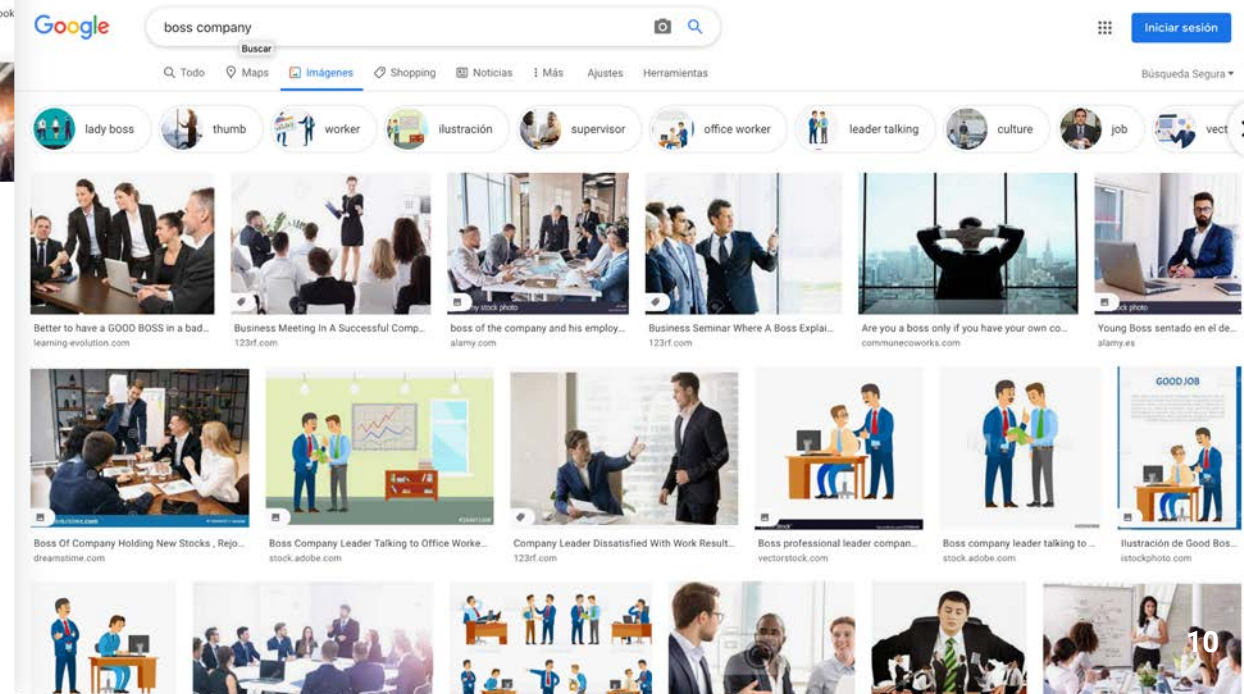 ook
Google
boss company
Buscar
Iniciar sesión
Todo
Maps
Imágenes
Shopping
Noticias
Más
Ajustes
Herramientas
Búsqueda Segura
lady boss
thumb
worker
ilustración
supervisor
office worker
leader talking
culture
job
vect
stock photo
ock photo
Better to have a GOOD BOSS in a bad...
learning-evolution.com
Business Meeting In A Successful Comp...
123rf.com
boss of the company and his employ...
alamy.com
Business Seminar Where A Boss Explai...
123rf.com
Are you a boss only if you have your own co...
communecoworks.com
Young Boss sentado en el de...
alamy.es
GOOD JOB
Boss Of Company Holding New Stocks , Rejo...
dreamstime.com
Boss Company Leader Talking to Office Worke...
stock.adobe.com
Company Leader Dissatisfied With Work Result...
123rf.com
Boss professional leader compan...
vectorstock.com
Boss company leader talking to ...
stock.adobe.com
Ilustración de Good Bos...
istockphoto.com
10